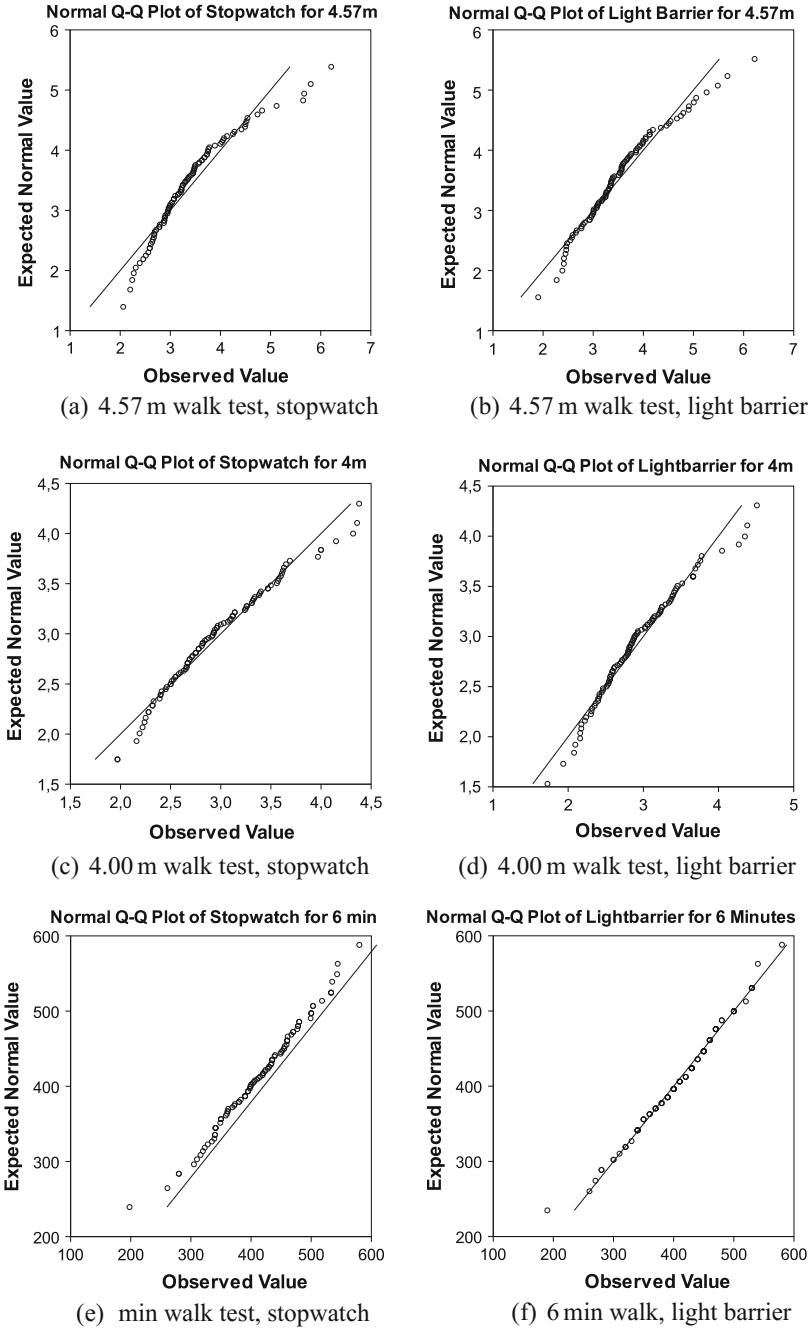 Normal Q-Q Plot of Stopwatch for 4.57m
Expected Normal Value
6
5
4
3
2
1
1 2 3 4 5 6 7
Observed Value
(a) 4.57 m walk test, stopwatch
Normal Q-Q Plot of Light Barrier for 4.57m
Expected Normal Value
6
5
4
3
2
1
1 2 3 4 5 6 7
Observed Value
(b) 4.57 m walk test, light barrier
Normal Q-Q Plot of Stopwatch for 4m
Expected Normal Value
4,5
4,0
3,5
3,0
2,5
2,0
1,5
1,5 2,0 2,5 3,0 3,5 4,0 4,5
Observed Value
(c) 4.00 m walk test, stopwatch
Normal Q-Q Plot of Lightbarrier for 4m
Expected Normal Value
4,5
4,0
3,5
3,0
2,5
2,0
1,5
1 2 3 4 5
Observed Value
(d) 4.00 m walk test, light barrier
Normal Q-Q Plot of Stopwatch for 6 min
Expected Normal Value
600
500
400
300
200
100 200 300 400 500 600
Observed Value
(e) min walk test, stopwatch
Normal Q-Q Plot of Lightbarrier for 6 Minutes
Expected Normal Value
600
500
400
300
200
100 200 300 400 500 600
Observed Value
(f) 6 min walk, light barrier